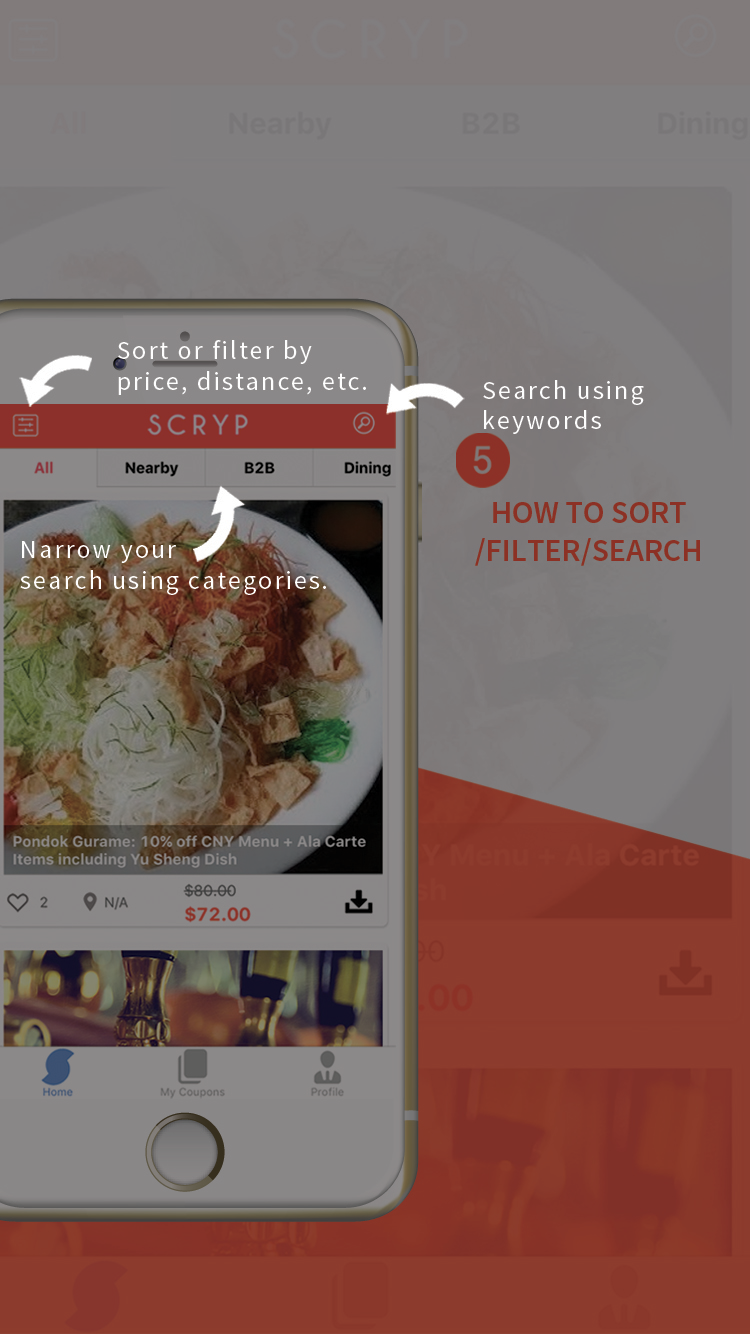 SCRYP
All
Nearby
B2B
Dining
Sort or filter by
price, distance, etc.
Search using
keywords
SCRYP
5
All
Nearby
B2B
Dining
HOW TO SORT
/FILTER/SEARCH
Narrow your
search using categories.
Pondok Gurame: 10% off CNY Menu + Ala Carte
Items including Yu Sheng Dish
Y Menu + Ala Carte
sh
2
N/A
$80.00
$72.00
00
.00
Home
My Coupons
Profile